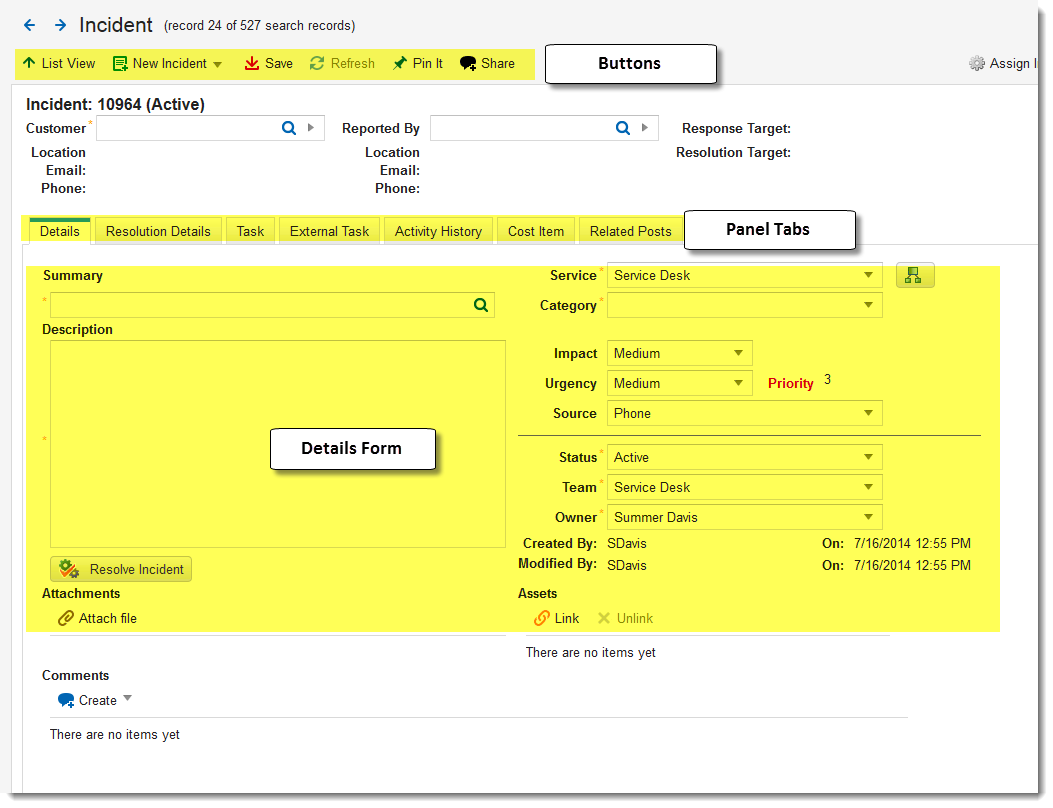 Incident (record 24 of 527 search records)
List View New Incident Save Refresh Pin It Share Buttons Assign
Incident: 10964 (Active)
Customer * Reported By Response Target:
Location Location Resolution Target:
Email: Email:
Phone: Phone:
Details Resolution Details Task External Task Activity History Cost Item Related Posts Panel Tabs
Summary Service * Service Desk
* Category *
Description
Impact Medium
Urgency Medium Priority 3
Source Phone
* Details Form
Status * Active
Team * Service Desk
Owner * Summer Davis
Created By: SDavis On: 7/16/2014 12:55 PM
Modified By: SDavis On: 7/16/2014 12:55 PM
Resolve Incident
Attachments Assets
Attach file Link Unlink
There are no items yet
Comments
Create
There are no items yet